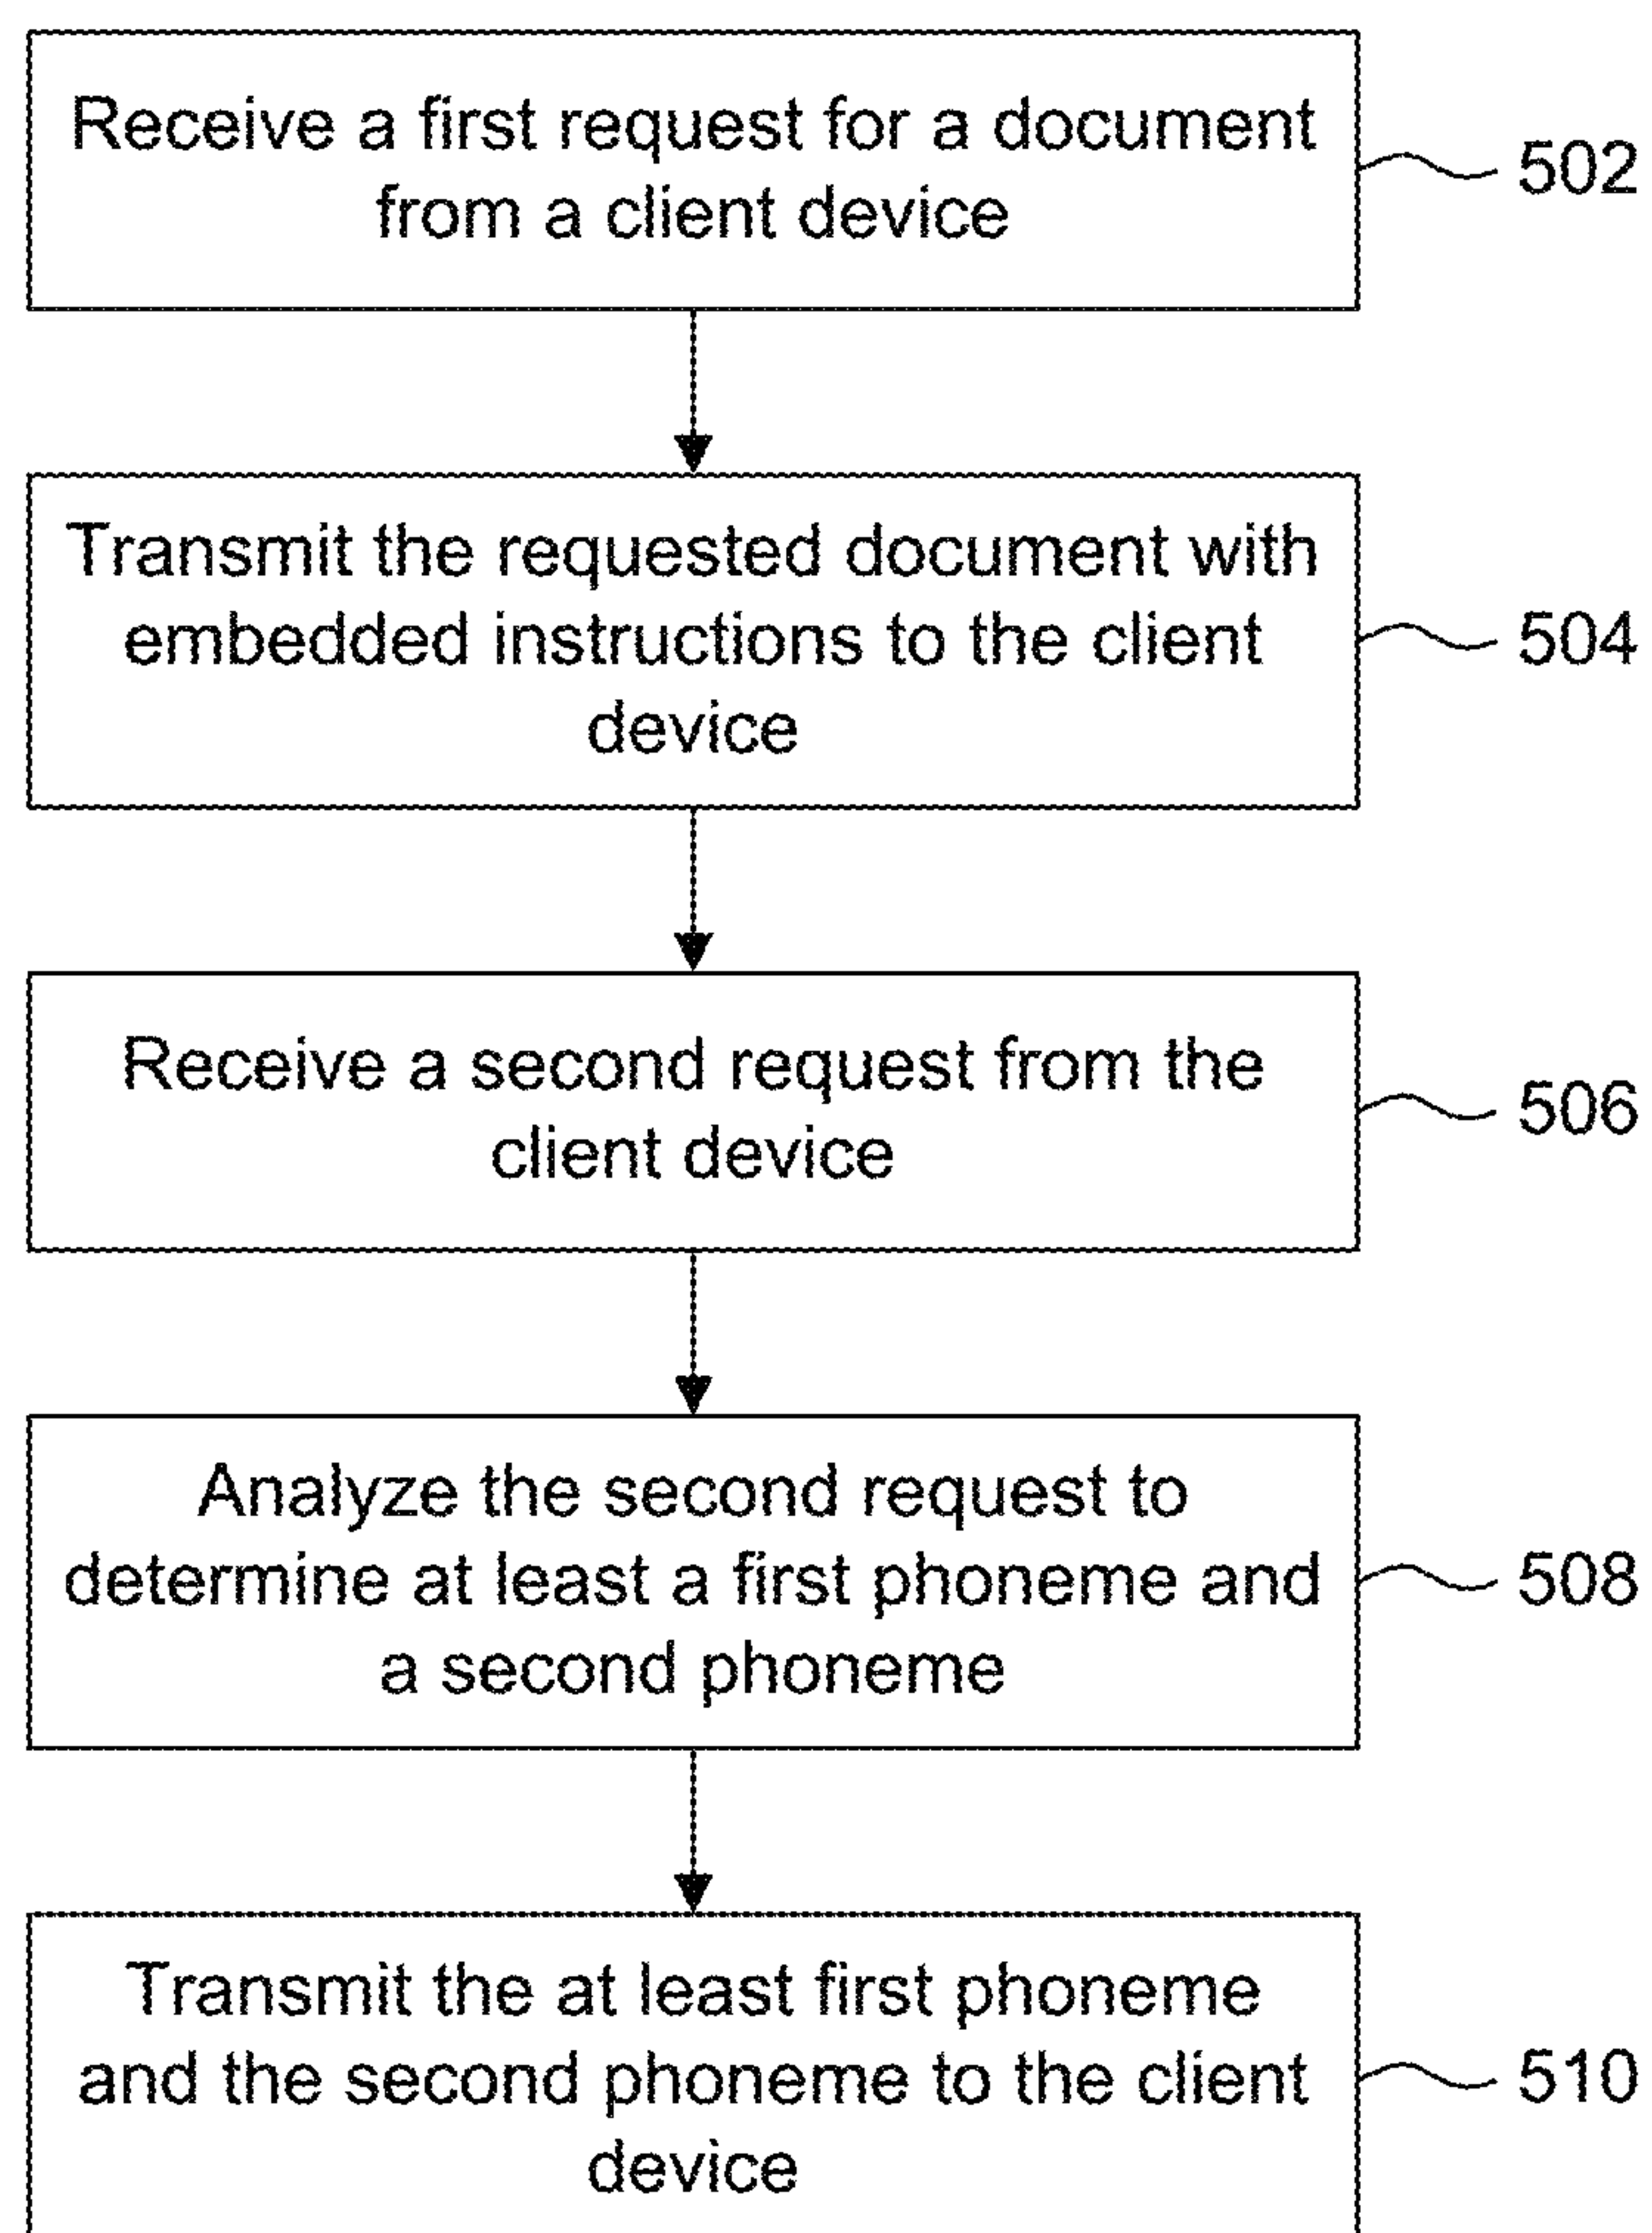 Receive a first request for a document
from a client device
502
Transmit the requested document with
embedded instructions to the client
device
504
Receive a second request from the
client device
506
Analyze the second request to
determine at least a first phoneme and
a second phoneme
508
Transmit the at least first phoneme
and the second phoneme to the client
device
510